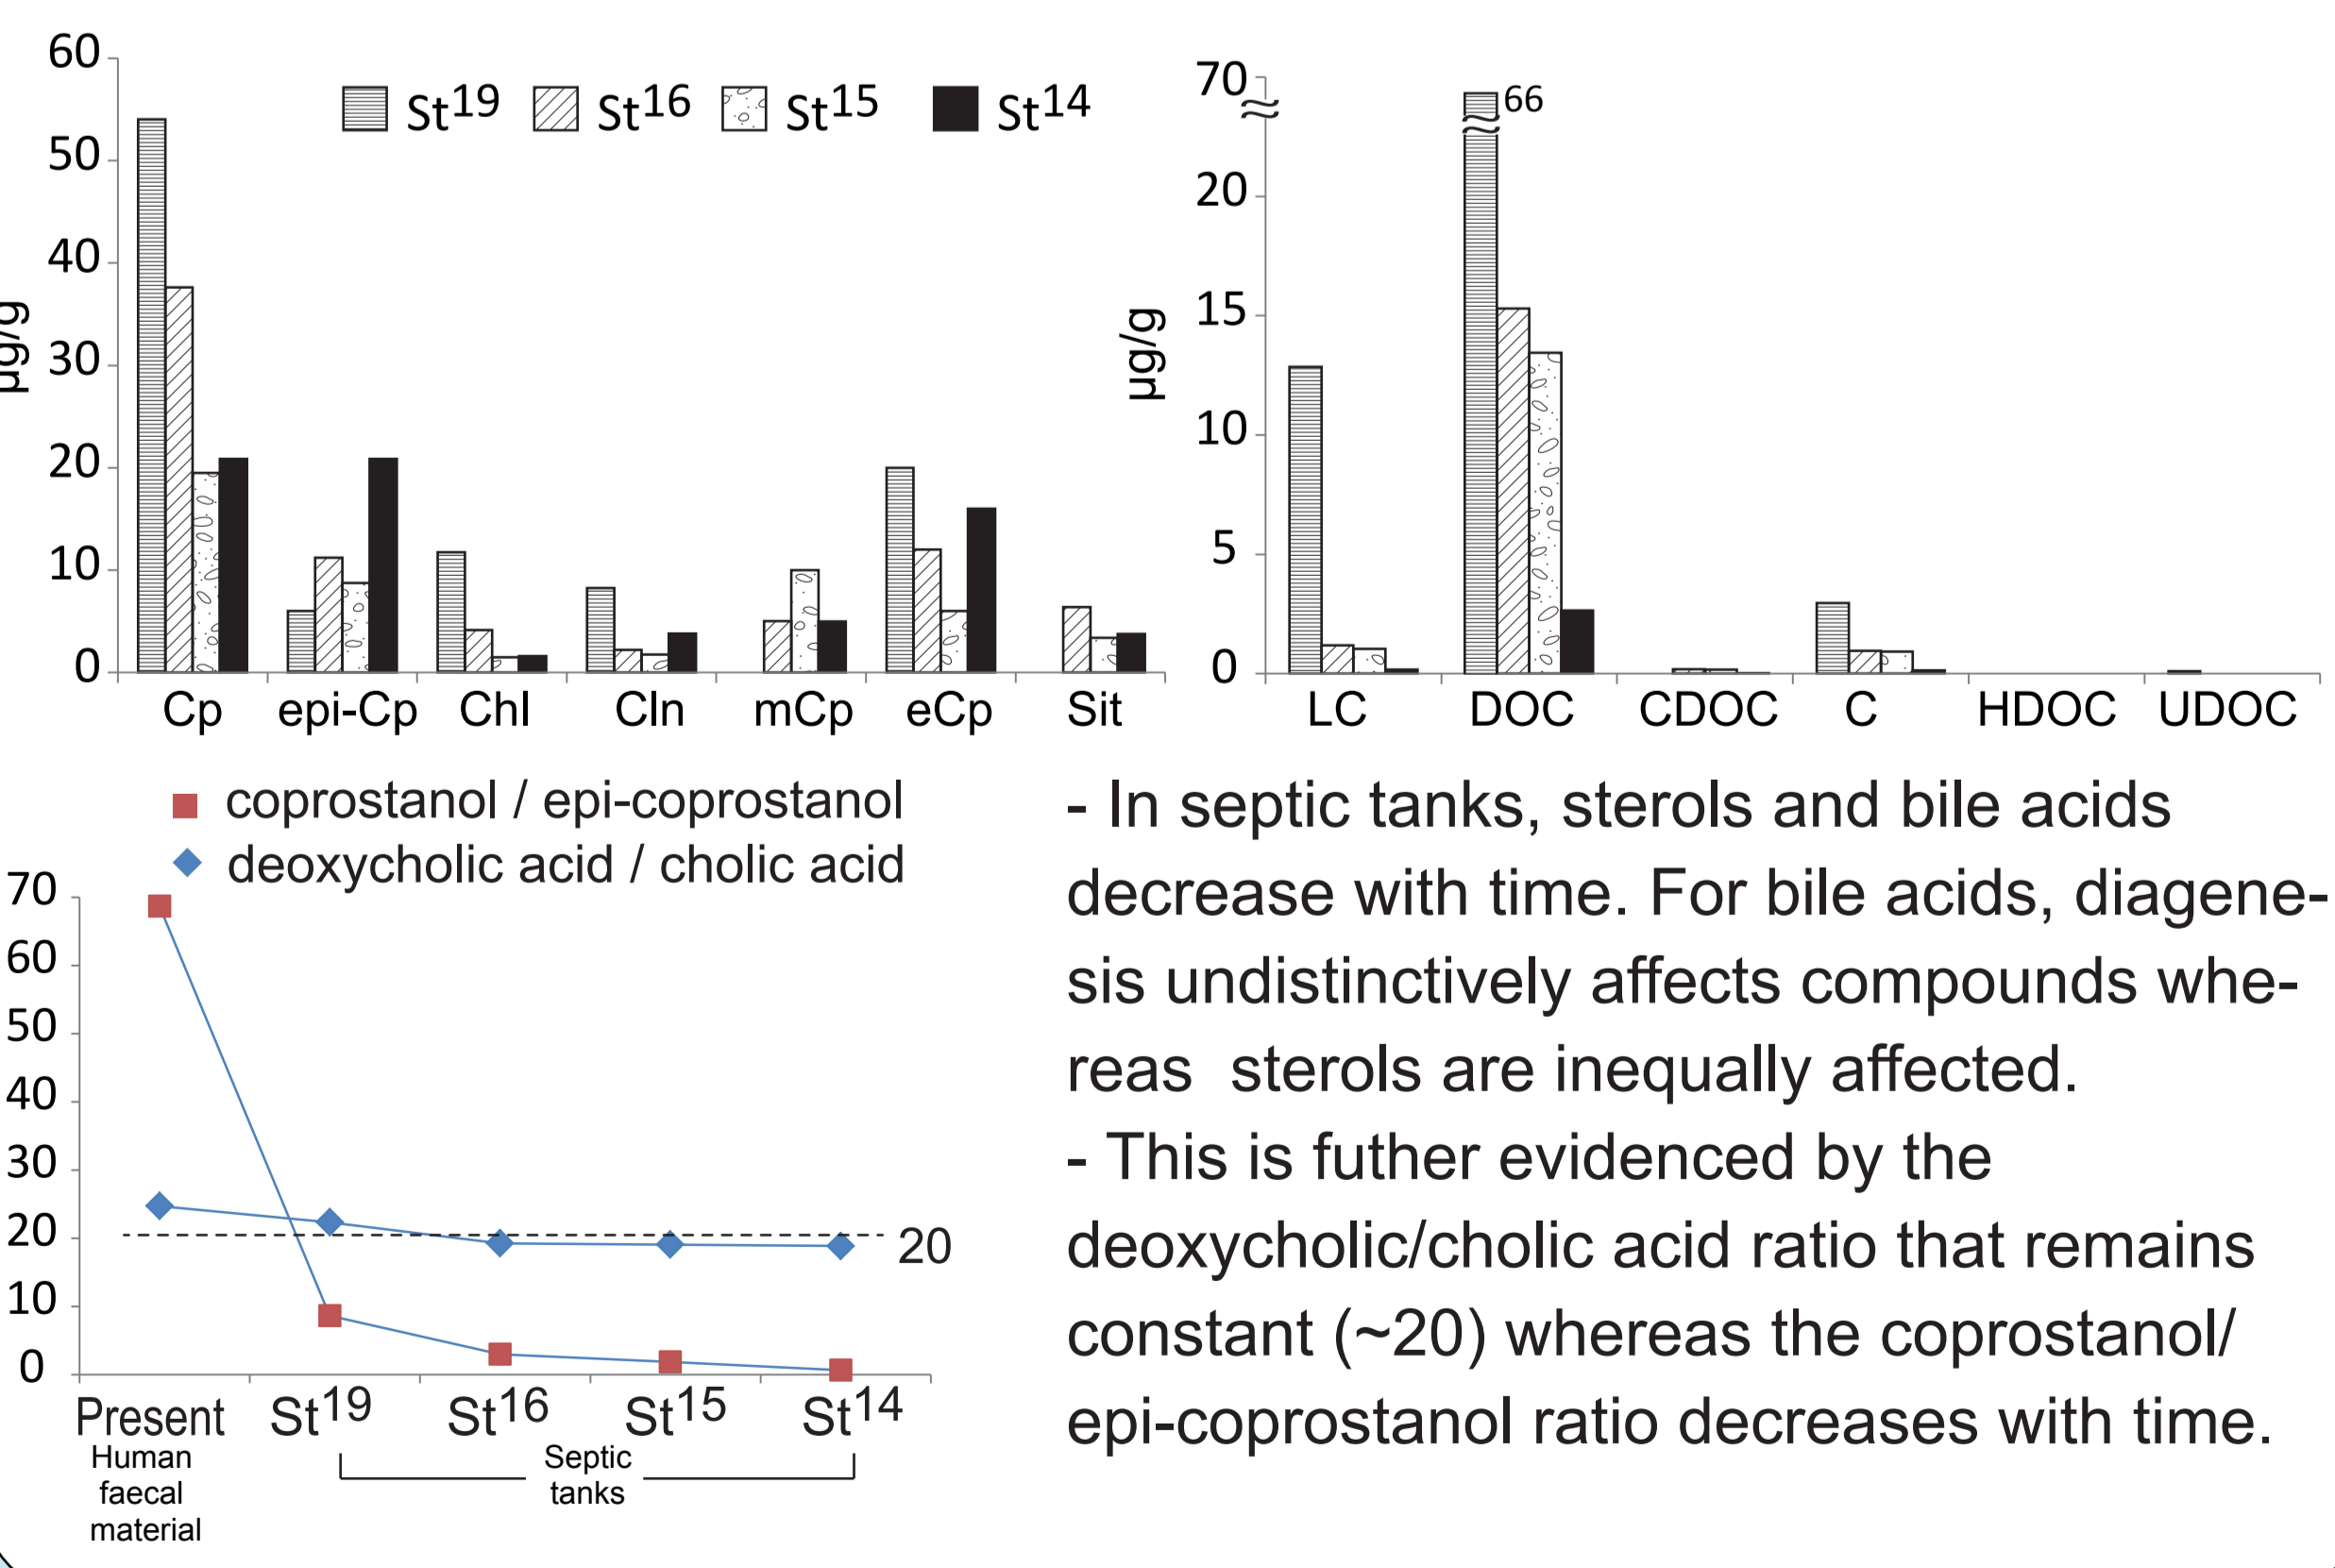 60
50
40
30
20
10
0
µg/g
St19 St16 St15 St14
Cp epi-Cp Chl Cln mCp eCp Sit
70
20
15
10
5
0
µg/g
66
LC DOC CDOC C HDOC UDOC
coprostanol / epi-coprostanol
deoxycholic acid / cholic acid
70
60
50
40
30
20
10
0
20
Present St19 St16 St15 St14
Human
faecal
material
Septic
tanks
- In septic tanks, sterols and bile acids
decrease with time. For bile acids, diagene-
sis undistinctively affects compounds whe-
reas sterols are inequally affected.
- This is futher evidenced by the
deoxycholic/cholic acid ratio that remains
constant (~20) whereas the coprostanol/
epi-coprostanol ratio decreases with time.